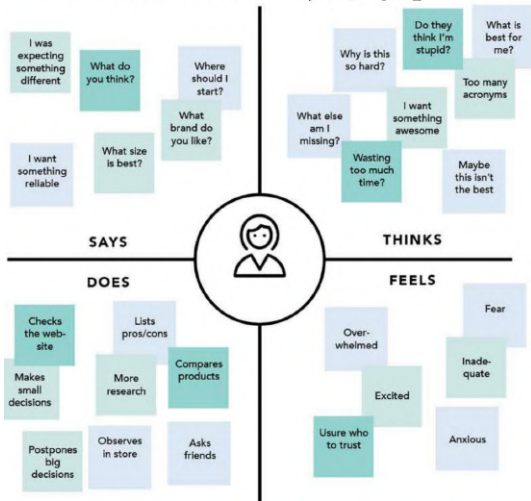 I was
expecting
something
different
What do
you think?
Where
should I
start?
What
brand do
you like?
What size
is best?
I want
something
reliable
SAYS
Do they
think I'm
stupid?
What is
best for
me?
Why is this
so hard?
Too many
acronyms
I want
something
awesome
What else
am I
missing?
Wasting
too much
time?
Maybe
this isn't
the best
THINKS
DOES
Checks
the web-
site
Lists
pros/cons
Compares
products
Makes
small
decisions
More
research
Postpones
big
decisions
Observes
in store
Asks
friends
FEELS
Fear
Over-
whelmed
Inade-
quate
Excited
Usure who
to trust
Anxious